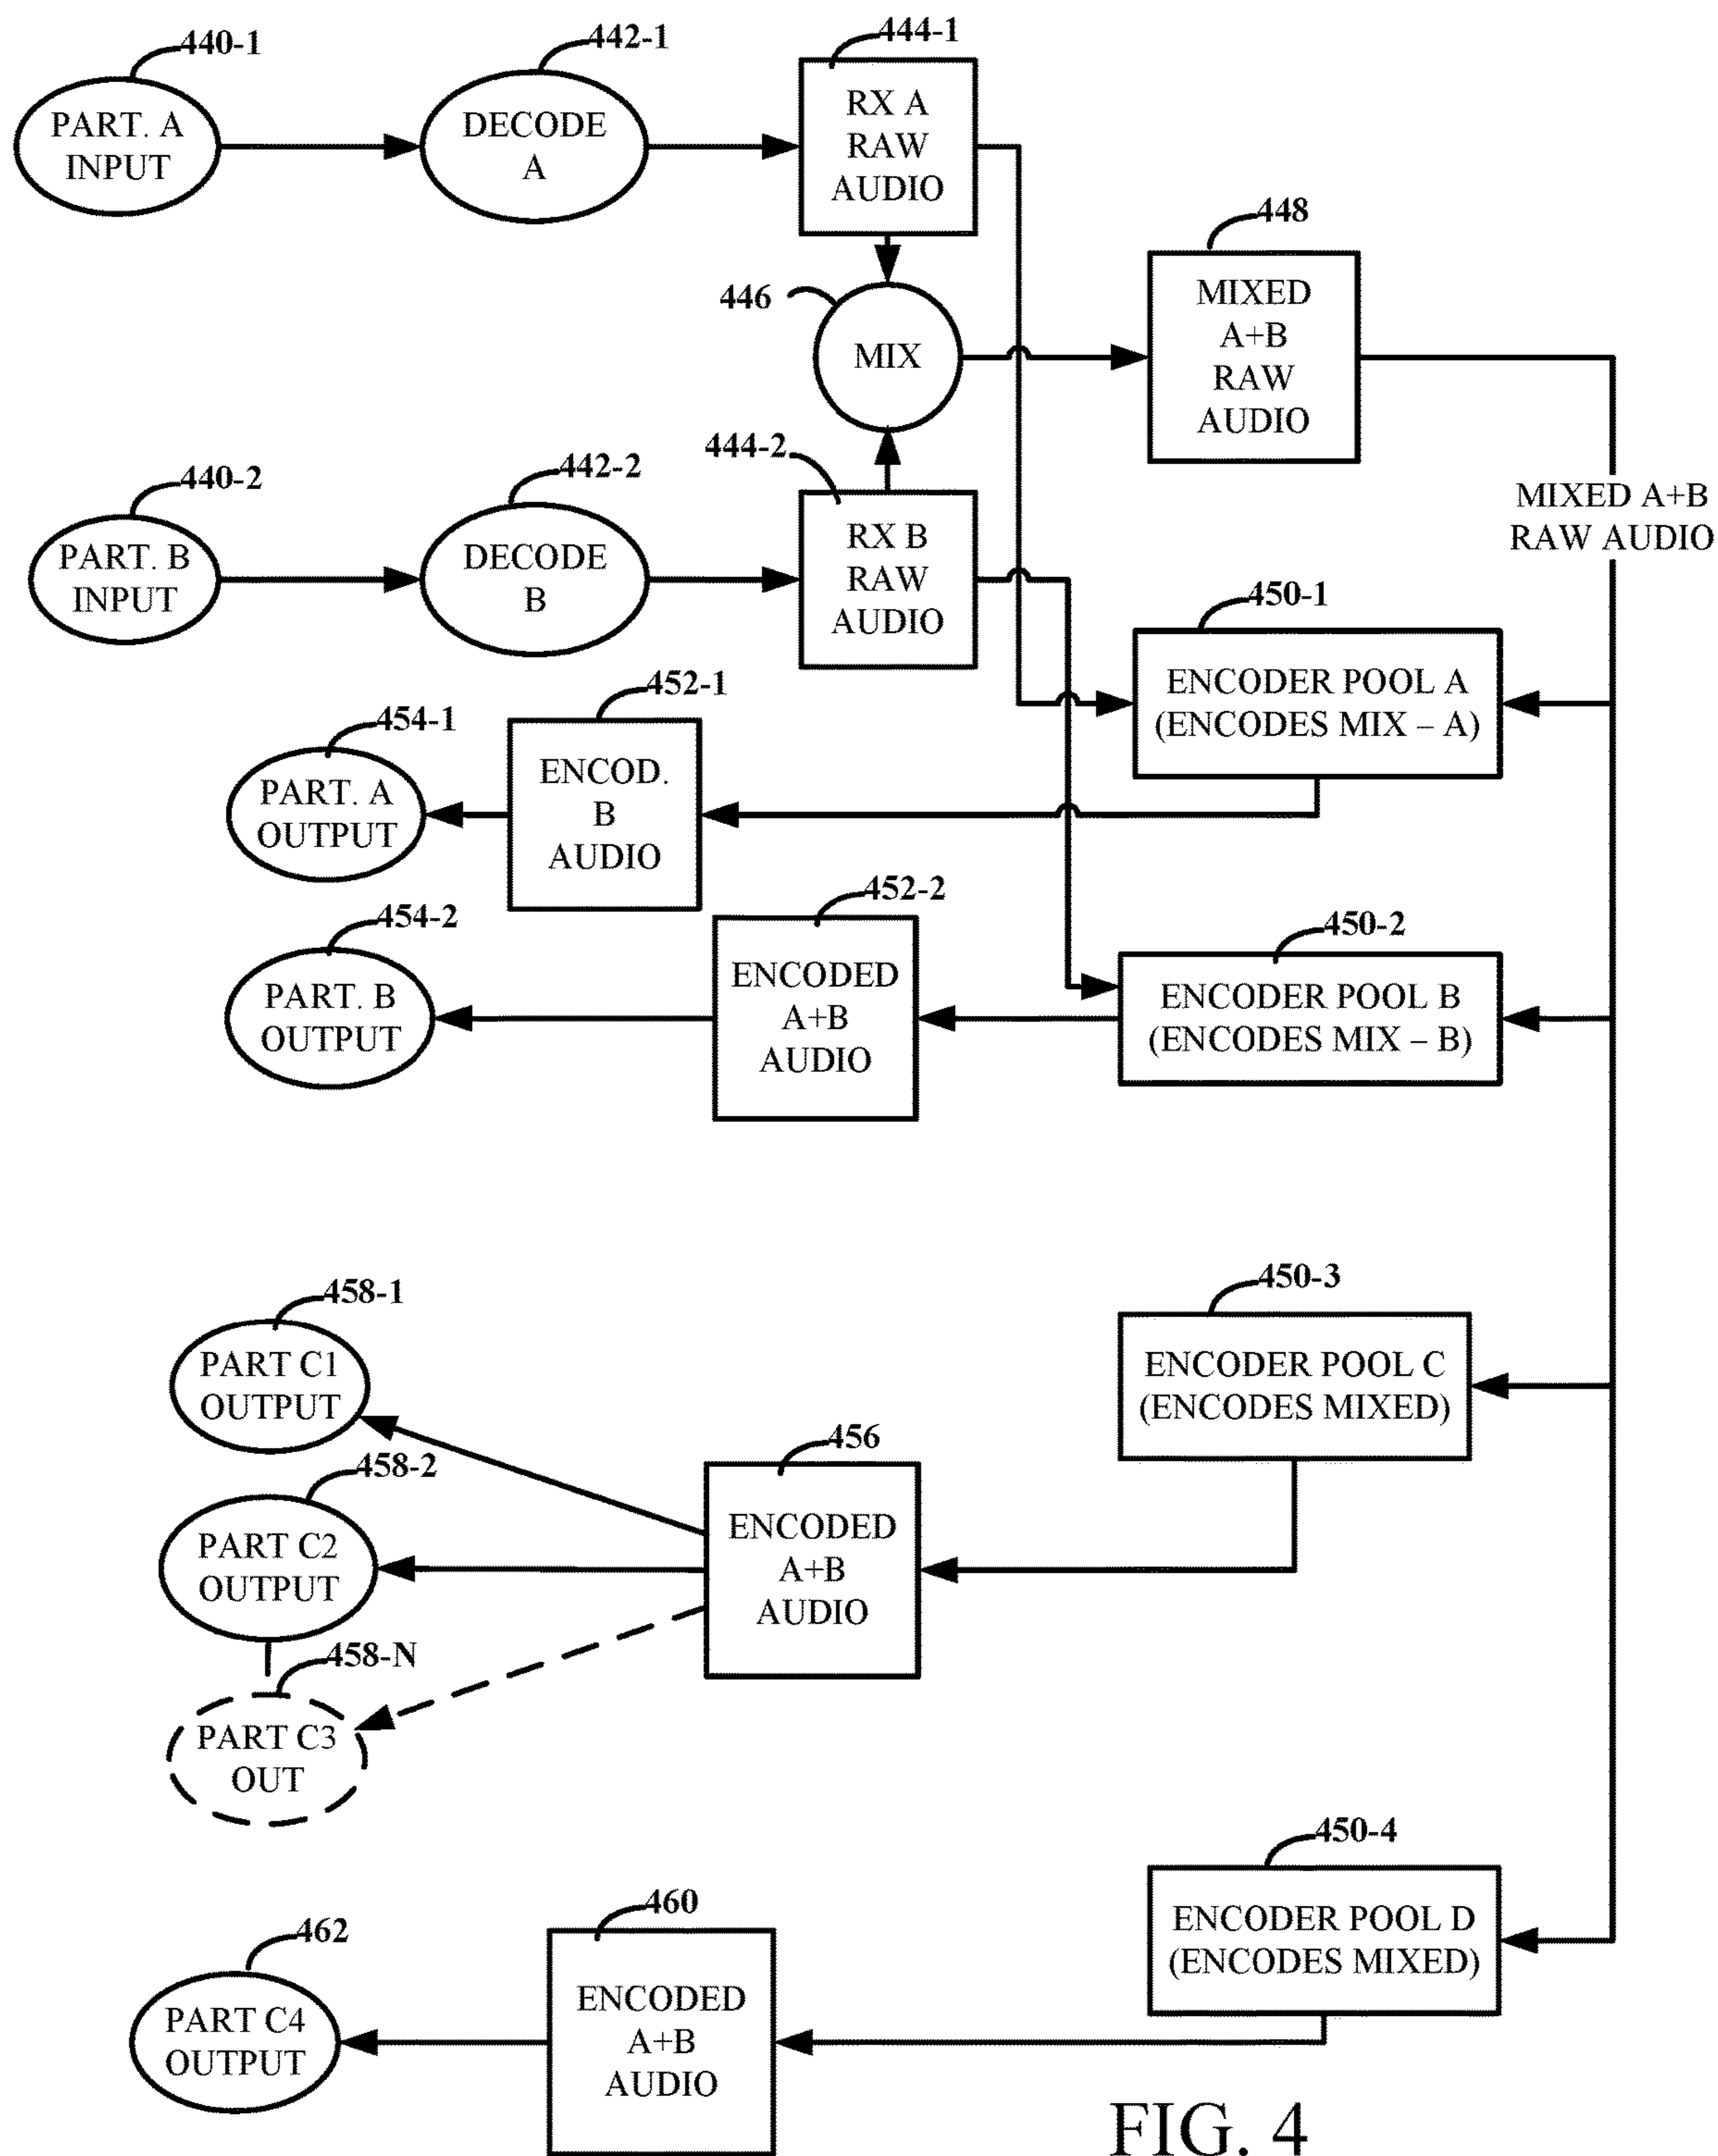 440-1
442-1
444-1
PART. A
INPUT
DECODE
A
RX A
RAW
AUDIO
448
446
MIX
MIXED
A+B
RAW
AUDIO
444-2
440-2
442-2
PART. B
INPUT
DECODE
B
RX B
RAW
AUDIO
MIXED A+B
RAW AUDIO
450-1
ENCODER POOL A
(ENCODES MIX – A)
452-1
454-1
PART. A
OUTPUT
ENCOD.
B
AUDIO
452-2
454-2
450-2
PART. B
OUTPUT
ENCODED
A+B
AUDIO
ENCODER POOL B
(ENCODES MIX – B)
450-3
458-1
PART C1
OUTPUT
ENCODER POOL C
(ENCODES MIXED)
456
458-2
PART C2
OUTPUT
ENCODED
A+B
AUDIO
458-N
PART C3
OUT
450-4
460
462
ENCODER POOL D
(ENCODES MIXED)
PART C4
OUTPUT
ENCODED
A+B
AUDIO
FIG. 4